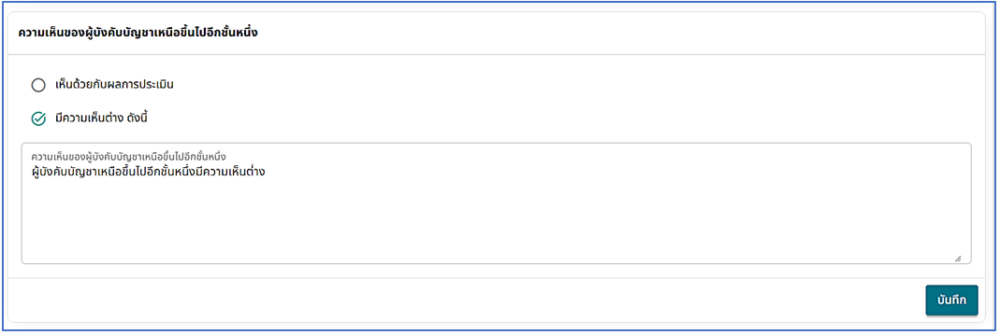 ความเห็นของผู้บังคับบัญชาเหนือขึ้นไปอีกชั้นหนึ่ง
เห็นด้วยกับผลการประเมิน
มีความเห็นต่าง ดังนี้
ความเห็นของผู้บังคับบัญชาเหนือขึ้นไปอีกชั้นหนึ่ง
ผู้บังคับบัญชาเหนือขึ้นไปอีกชั้นหนึ่งมีความเห็นต่าง
บันทึก